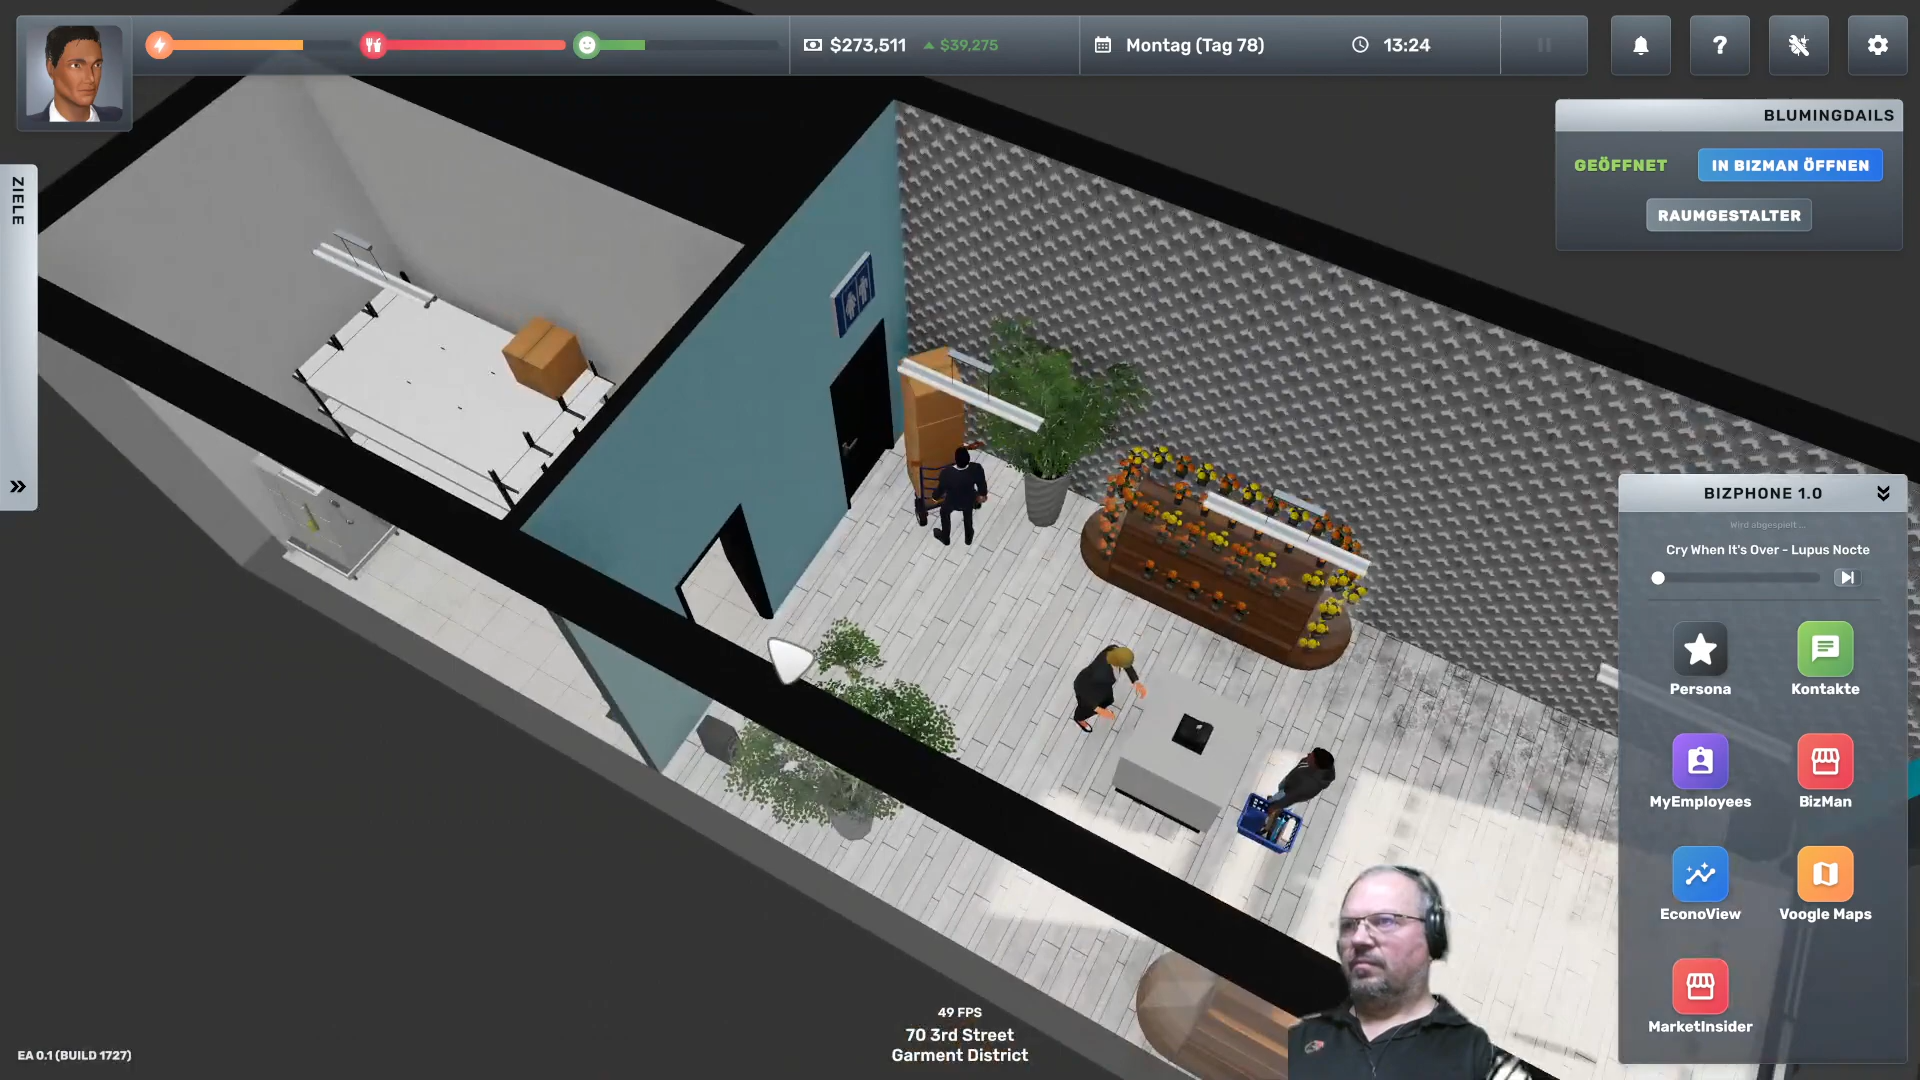 $273,511
$39,275
Montag (Tag 78)
13:24
BLUMINGDAILS
GEÖFFNET
IN BIZMAN ÖFFNEN
RAUMGESTALTER
ZIELE
BIZPHONE 1.0
Wird abgespielt ...
Cry When It's Over - Lupus Nocte
Persona
Kontakte
MyEmployees
BizMan
EconoView
Voogle Maps
MarketInsider
49 FPS
70 3rd Street
Garment District
EA 0.1 (BUILD 1727)